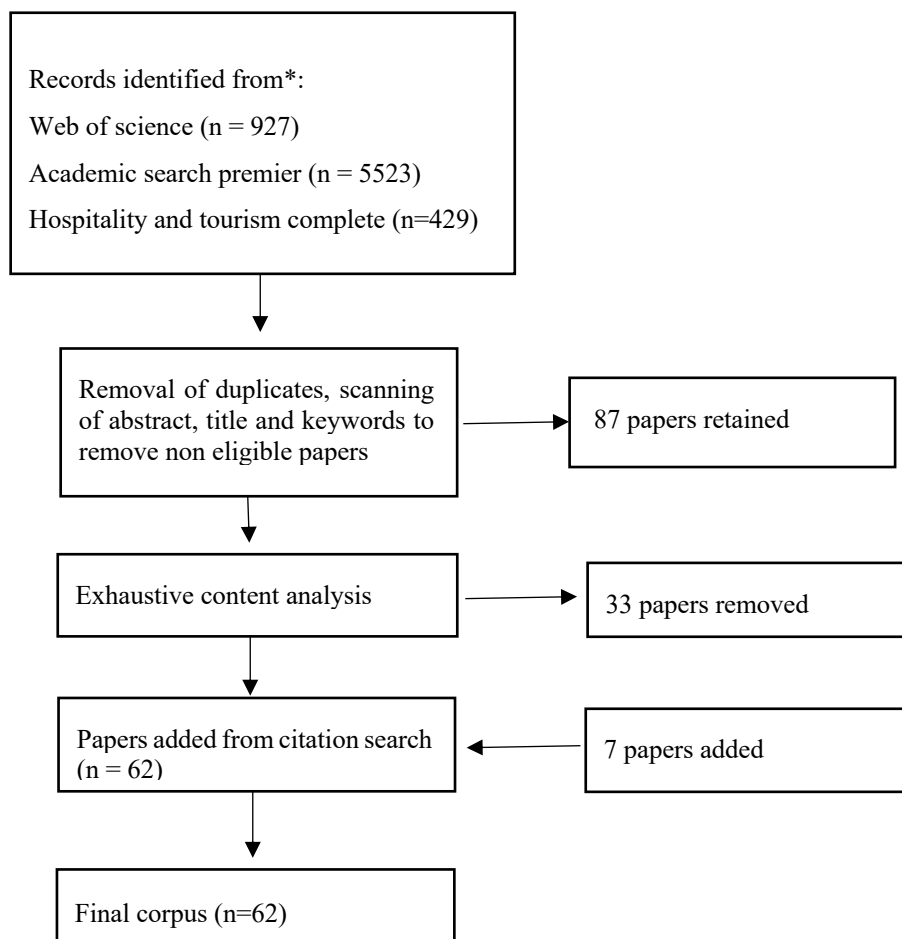 Records identified from*:
Web of science (n = 927)
Academic search premier (n = 5523)
Hospitality and tourism complete (n=429)
Removal of duplicates, scanning
of abstract, title and keywords to
remove non eligible papers
87 papers retained
Exhaustive content analysis
33 papers removed
Papers added from citation search
(n = 62)
7 papers added
Final corpus (n=62)